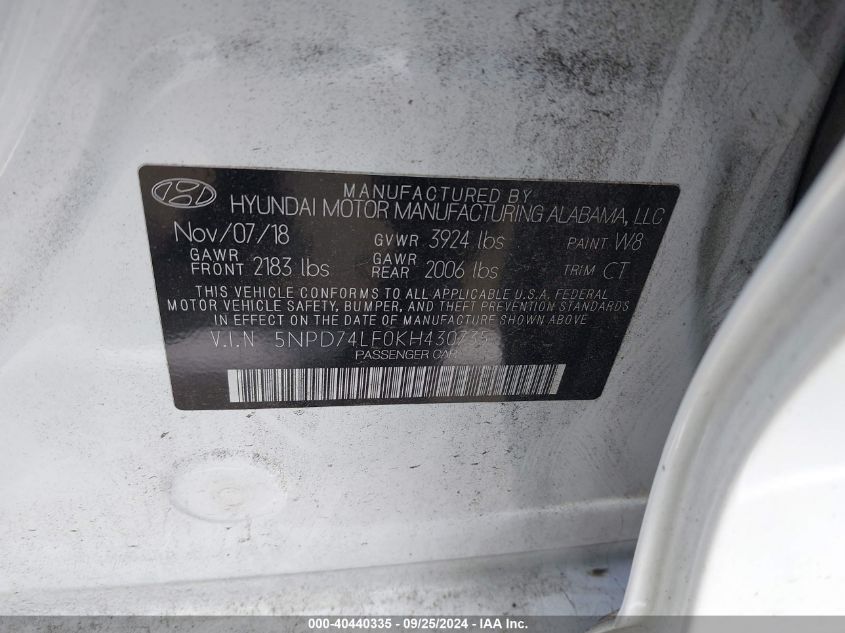 MANUFACTURED BY
HYUNDAI MOTOR MANUFACTURING ALABAMA, LLC
Nov/07/18 GVWR 3924 lbs PAINT W8
GAWR FRONT 2183 lbs GAWR REAR 2006 lbs TRIM CT
THIS VEHICLE CONFORMS TO ALL APPLICABLE U.S.A. FEDERAL
MOTOR VEHICLE SAFETY, BUMPER, AND THEFT PREVENTION STANDARDS
IN EFFECT ON THE DATE OF MANUFACTURE SHOWN ABOVE
V.I.N 5NPD74LF0KH430735
PASSENGER CAR
000-40440335 - 09/25/2024 - IAA Inc.